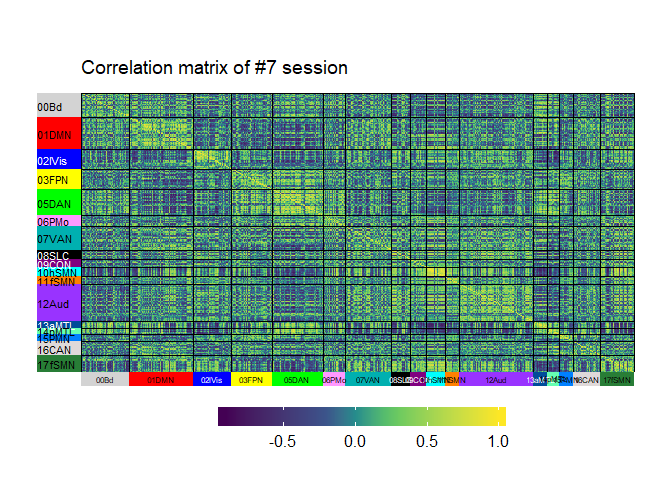 Correlation matrix of #7 session
00Bd
01DMN
02lVis
03FPN
05DAN
06PMo
07VAN
08SLC
09CON
10hSMN
11fSMN
12Aud
13aMTL
15PMN
16CAN
17fSMN
00Bd 01DMN 02lVis 03FPN 05DAN 06PMo 07VAN 12Aud 17fSMN
-0.5 0.0 0.5 1.0